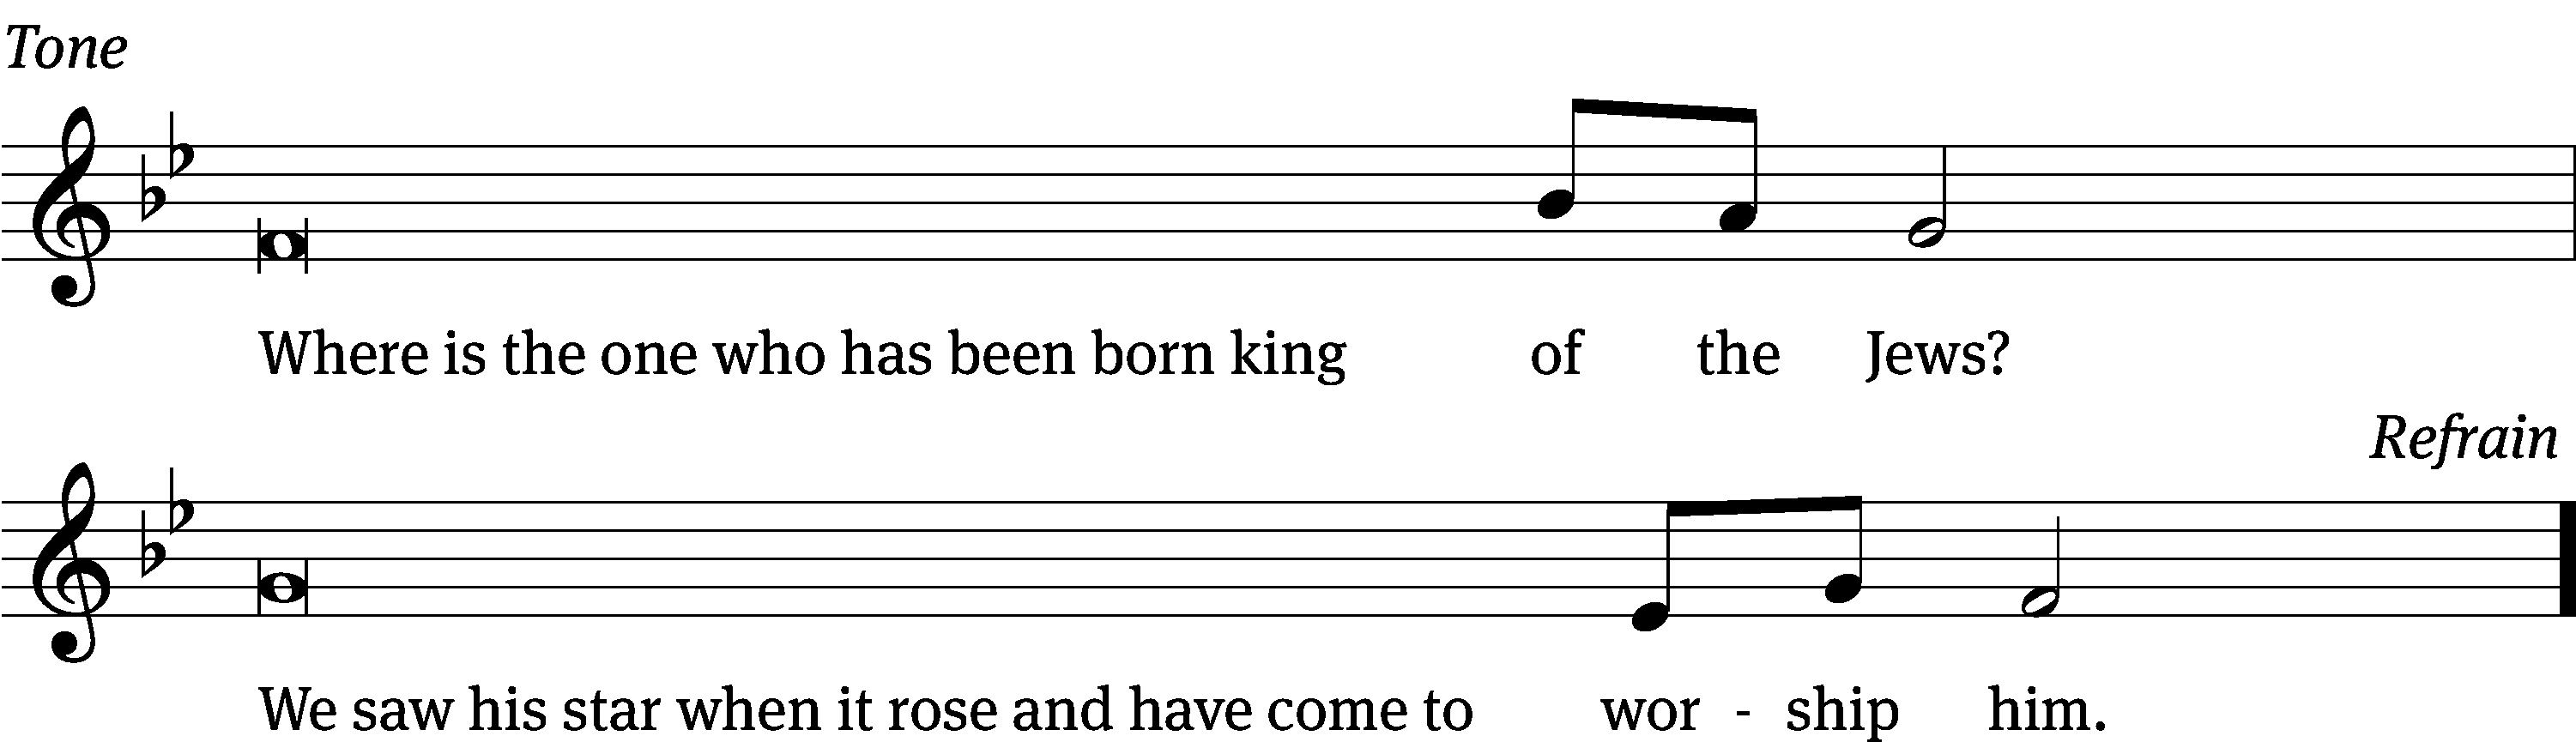 Tone
Where is the one who has been born king of the Jews?
Refrain
We saw his star when it rose and have come to wor - ship him.